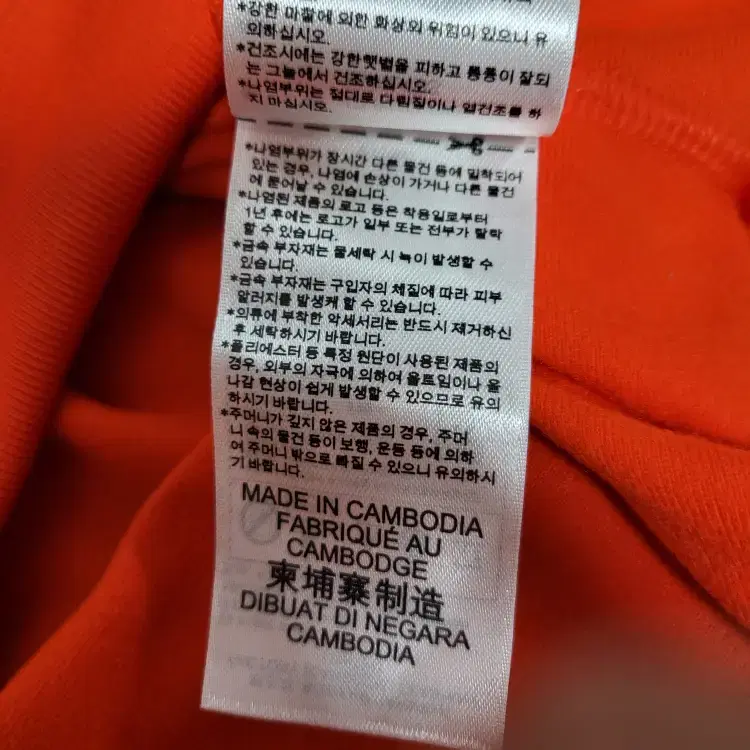 *강한 마찰에 의한 화상의 위험이 있으니 유
의하십시오.
*건조시에는 강한햇볕을 피하고 통풍이 잘되
는 그늘에서 건조하십시오.
*나염부위는 절대로 다림질이나 열건조를 하
지 마십시오.
*나염부위가 장시간 다른 물건 등에 밀착되어
있는 경우, 나염에 손상이 가거나 다른 물건
에 묻어날 수 있습니다.
*나염된 제품의 로고 등은 착용일로부터
1년 후에는 로고가 일부 또는 전부가 탈락
할 수 있습니다.
*금속 부자재는 물세탁 시 녹이 발생할 수
있습니다.
*금속 부자재는 구입자의 체질에 따라 피부
알러지를 발생케 할 수 있습니다.
*의류에 부착한 악세서리는 반드시 제거하신
후 세탁하시기 바랍니다.
*폴리에스터 등 특정 원단이 사용된 제품의
경우, 외부의 자극에 의하여 올트임이나 올
나감 현상이 쉽게 발생할 수 있으므로 유의
하시기 바랍니다.
*주머니가 깊지 않은 제품의 경우, 주머
니 속의 물건 등이 보행, 운동 등에 의하
여 주머니 밖으로 빠질 수 있으니 유의하시
기 바랍니다.
MADE IN CAMBODIA
FABRIQUÉ AU
CAMBODGE
柬埔寨制造
DIBUAT DI NEGARA
CAMBODIA